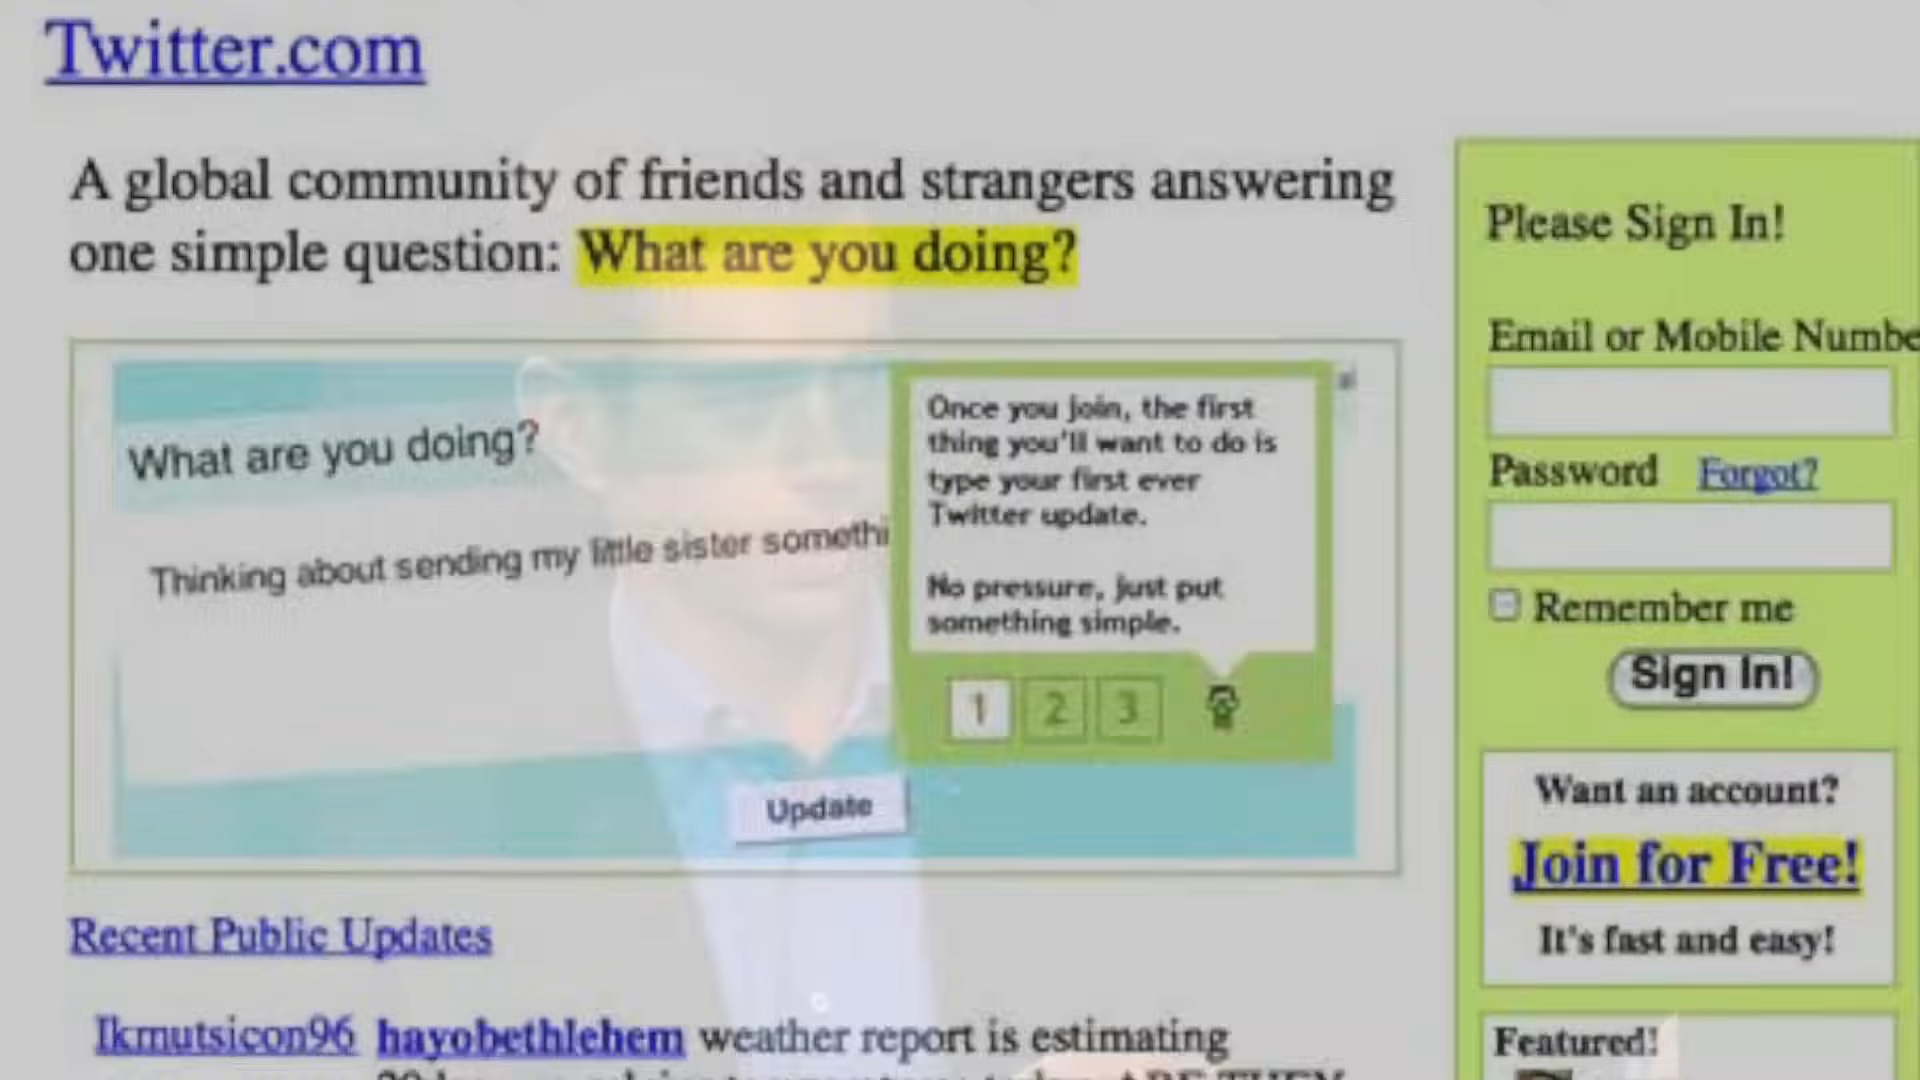 Twitter.com
A global community of friends and strangers answering
one simple question: What are you doing?
What are you doing?
Thinking about sending my little sister somethi
Once you join, the first
thing you'll want to do is
type your first ever
Twitter update.
No pressure, just put
something simple.
1 2 3
Update
Recent Public Updates
Ikmutsicon96 hayobethlehem weather report is estimating
Please Sign In!
Email or Mobile Numbe
Password Forgot?
Remember me
Sign In!
Want an account?
Join for Free!
It's fast and easy!
Featured!